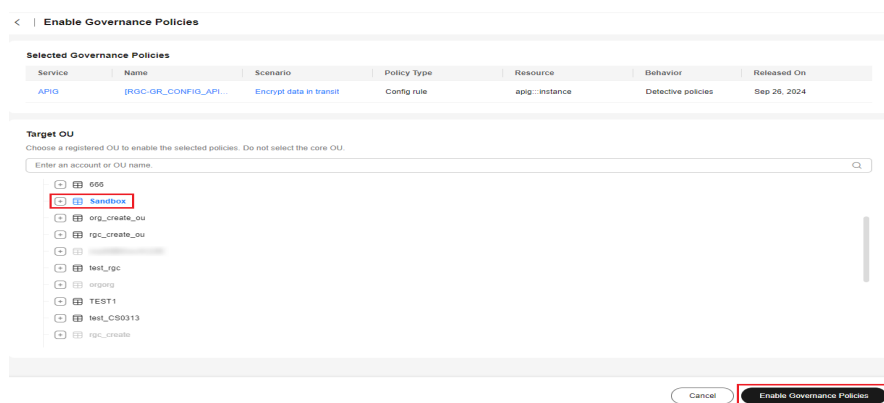 < | Enable Governance Policies
Selected Governance Policies
Service Name Scenario Policy Type Resource Behavior Released On
APIG [RGC-GR_CONFIG_API... Encrypt data in transit Config rule apig:::instance Detective policies Sep 26, 2024
Target OU
Choose a registered OU to enable the selected policies. Do not select the core OU.
Enter an account or OU name.
666
Sandbox
org_create_ou
rgc_create_ou
test_rgc
orgorg
TEST1
test_CS0313
rgc_create
Cancel Enable Governance Policies